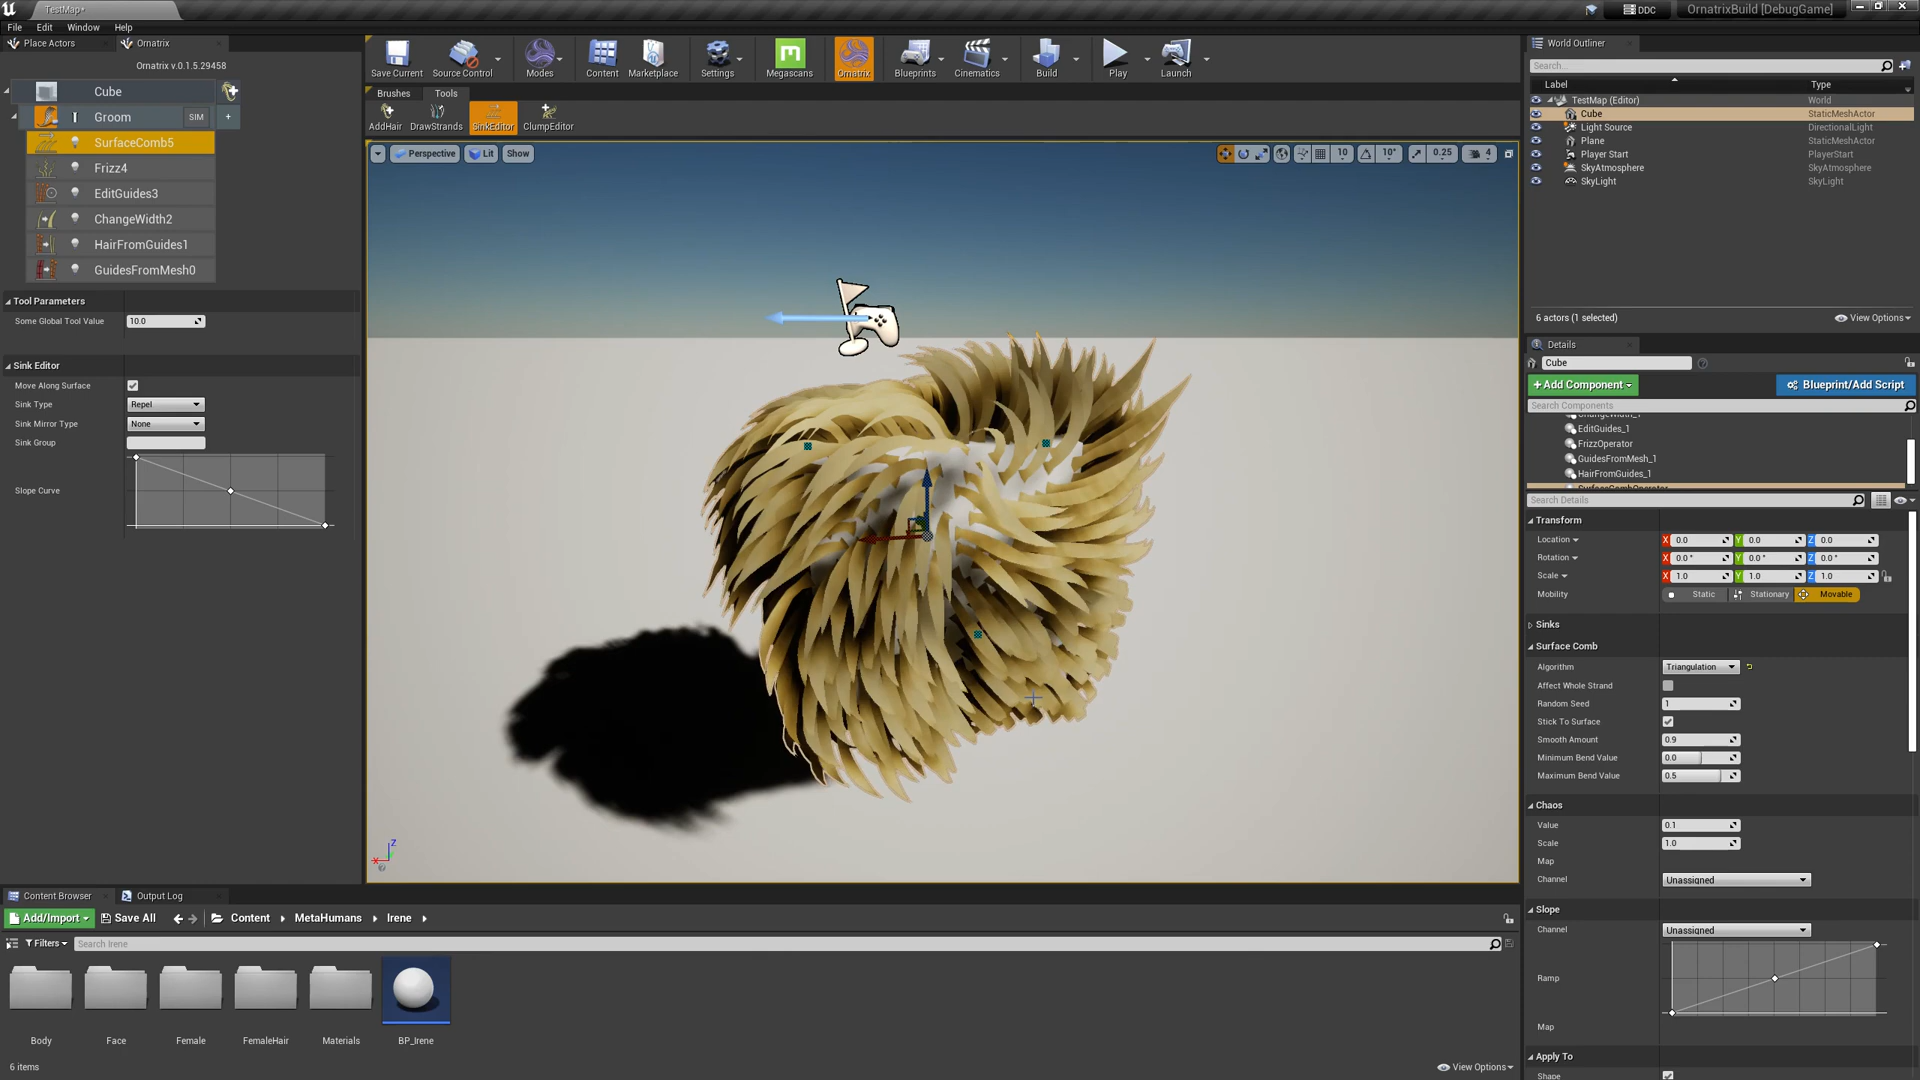 TestMap*
DDC
OrnatrixBuild [DebugGame]
File Edit Window Help
Place Actors
Ornatrix
Ornatrix v.0.1.5.29458
Cube
Groom
SIM
+
SurfaceComb5
Frizz4
EditGuides3
ChangeWidth2
HairFromGuides1
GuidesFromMesh0
Tool Parameters
Some Global Tool Value 10.0
Sink Editor
Move Along Surface
Sink Type Repel
Sink Mirror Type None
Sink Group
Slope Curve
Save Current
Source Control
Modes
Content
Marketplace
Settings
Megascans
Ornatrix
Blueprints
Cinematics
Build
Play
Launch
Brushes Tools
AddHair DrawStrands SinkEditor ClumpEditor
Perspective Lit Show
10 10° 0.25 4
Z
X
World Outliner
Search...
Label Type
TestMap (Editor) World
Cube StaticMeshActor
Light Source DirectionalLight
Plane StaticMeshActor
Player Start PlayerStart
SkyAtmosphere SkyAtmosphere
SkyLight SkyLight
6 actors (1 selected) View Options
Details
Cube
+Add Component Blueprint/Add Script
Search Components
EditGuides_1
FrizzOperator
GuidesFromMesh_1
HairFromGuides_1
Search Details
Transform
Location X 0.0 Y 0.0 Z 0.0
Rotation X 0.0° Y 0.0° Z 0.0°
Scale X 1.0 Y 1.0 Z 1.0
Mobility Static Stationary Movable
Sinks
Surface Comb
Algorithm Triangulation
Affect Whole Strand
Random Seed 1
Stick To Surface
Smooth Amount 0.9
Minimum Bend Value 0.0
Maximum Bend Value 0.5
Chaos
Value 0.1
Scale 1.0
Map
Channel Unassigned
Slope
Channel Unassigned
Ramp
Map
Apply To
Shape
Content Browser Output Log
Add/Import Save All Content MetaHumans Irene
Filters Search Irene
Body Face Female FemaleHair Materials BP_Irene
6 items View Options